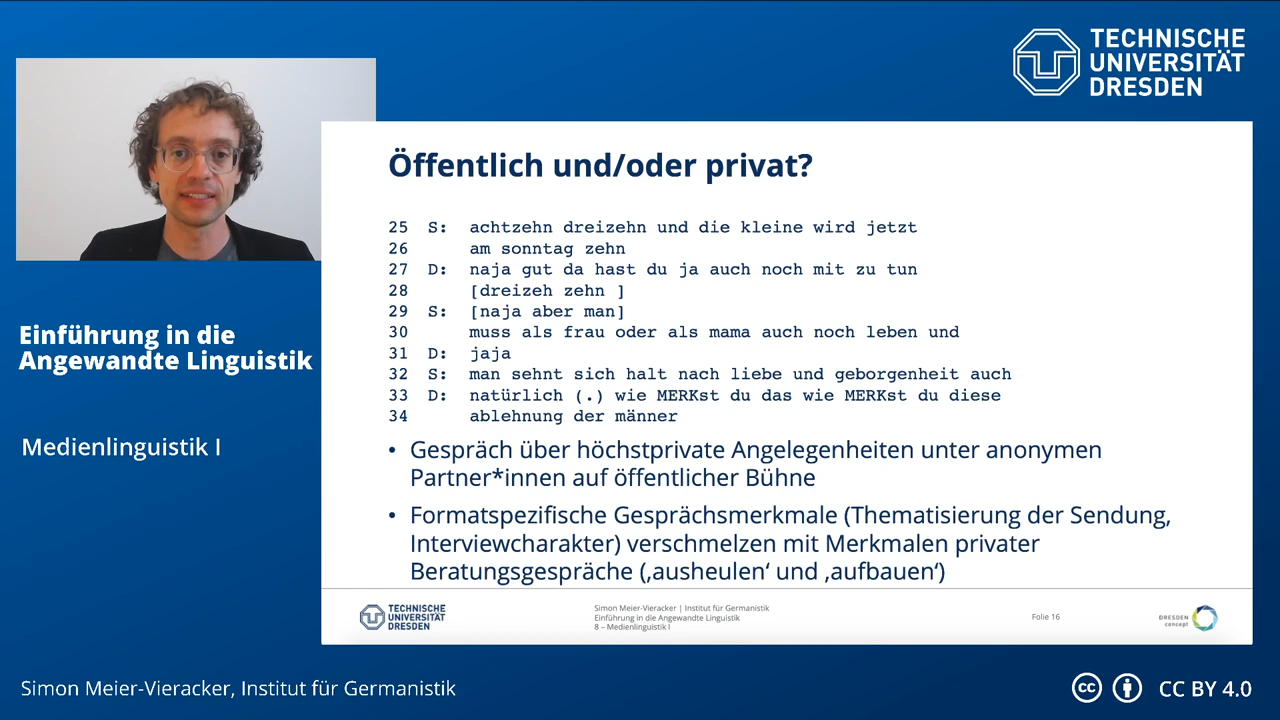 TECHNISCHE
UNIVERSITÄT
DRESDEN
Öffentlich und/oder privat?
25 S: achtzehn dreizehn und die kleine wird jetzt
26 am sonntag zehn
27 D: naja gut da hast du ja auch noch mit zu tun
28 [dreizeh zehn ]
29 S: [naja aber man]
30 muss als frau oder als mama auch noch leben und
31 D: jaja
32 S: man sehnt sich halt nach liebe und geborgenheit auch
33 D: natürlich (.) wie MERKst du das wie MERKst du diese
34 ablehnung der männer
• Gespräch über höchstprivate Angelegenheiten unter anonymen
Partner*innen auf öffentlicher Bühne
• Formatspezifische Gesprächsmerkmale (Thematisierung der Sendung,
Interviewcharakter) verschmelzen mit Merkmalen privater
Beratungsgespräche (‚ausheulen‘ und ‚aufbauen‘)
TECHNISCHE
UNIVERSITÄT
DRESDEN
Simon Meier-Vieracker | Institut für Germanistik
Einführung in die Angewandte Linguistik
8 – Medienlinguistik I
Folie 16
DRESDEN
concept
Einführung in die
Angewandte Linguistik
Medienlinguistik I
Simon Meier-Vieracker, Institut für Germanistik
cc
CC BY 4.0